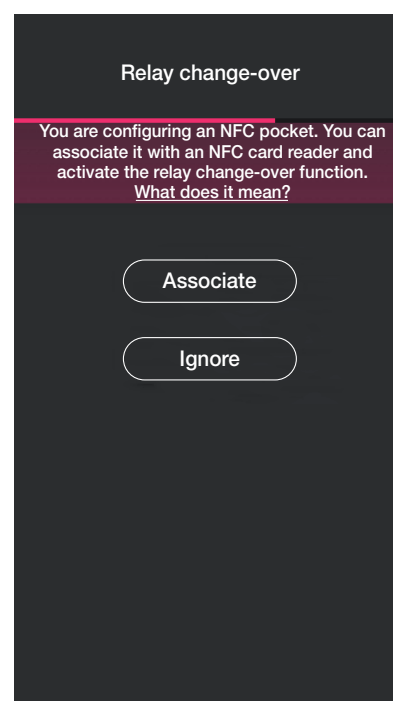 Relay change-over
You are configuring an NFC pocket. You can
associate it with an NFC card reader and
activate the relay change-over function.
What does it mean?
Associate
Ignore